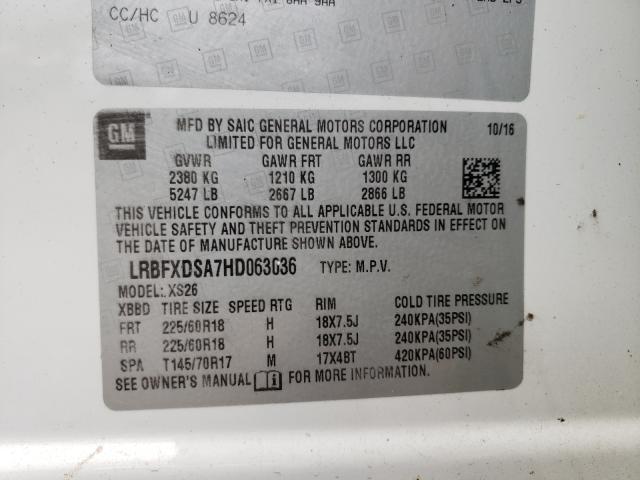 CC/HC U 8624
GM
MFD BY SAIC GENERAL MOTORS CORPORATION 10/16
LIMITED FOR GENERAL MOTORS LLC
GVWR GAWR FRT GAWR RR
2380 KG 1210 KG 1300 KG
5247 LB 2667 LB 2866 LB
THIS VEHICLE CONFORMS TO ALL APPLICABLE U.S. FEDERAL MOTOR
VEHICLE SAFETY AND THEFT PREVENTION STANDARDS IN EFFECT ON
THE DATE OF MANUFACTURE SHOWN ABOVE.
LRBFXDSA7HD063636 TYPE: M.P.V.
MODEL: XS26
XBBD TIRE SIZE SPEED RTG RIM COLD TIRE PRESSURE
FRT 225/60R18 H 18X7.5J 240KPA(35PSI)
RR 225/60R18 H 18X7.5J 240KPA(35PSI)
SPA T145/70R17 M 17X4BT 420KPA(60PSI)
SEE OWNER'S MANUAL FOR MORE INFORMATION.